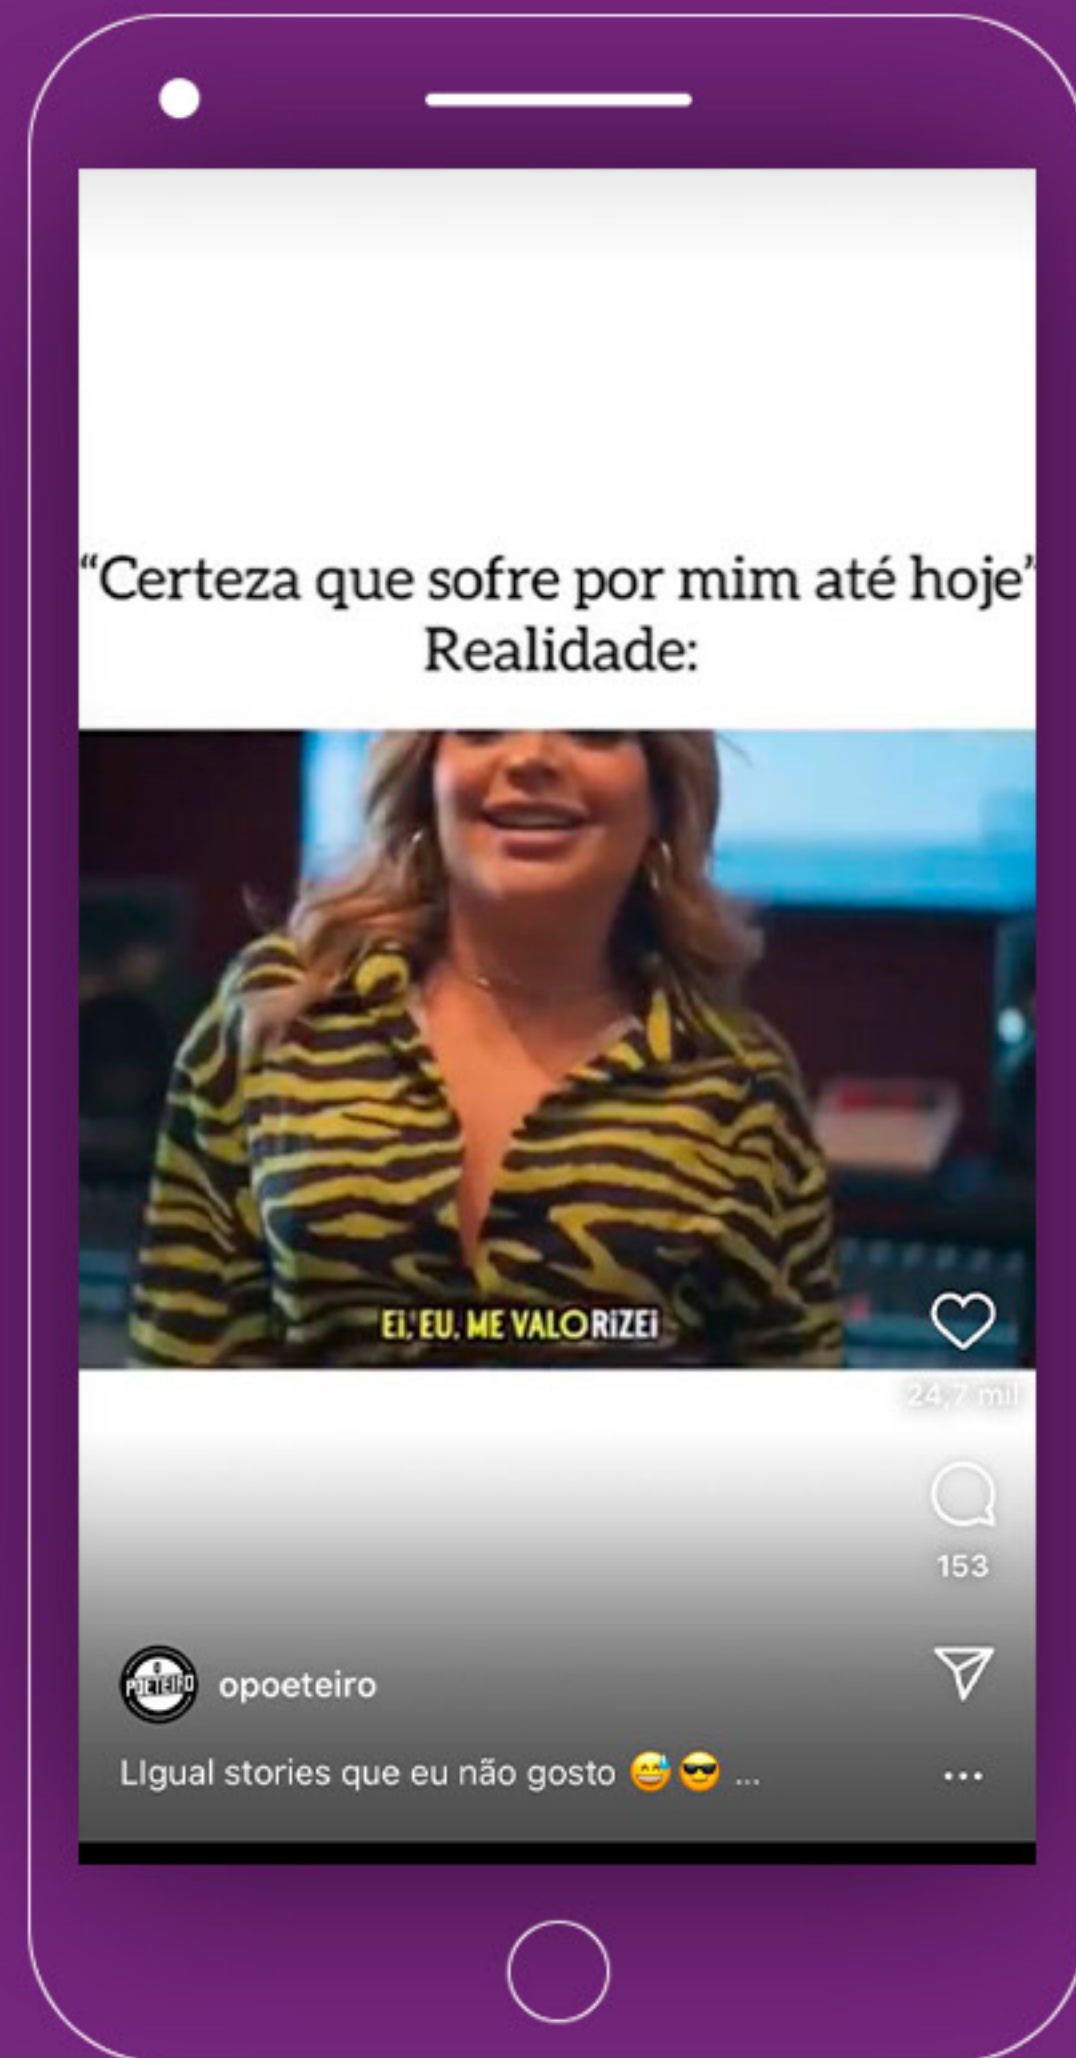 “Certeza que sofre por mim até hoje”
Realidade:
EI, EU. ME VALORIZEI
24,7 mil
153
O
POETEIRO
opoeteiro
LIgual stories que eu não gosto 😅😎 ...